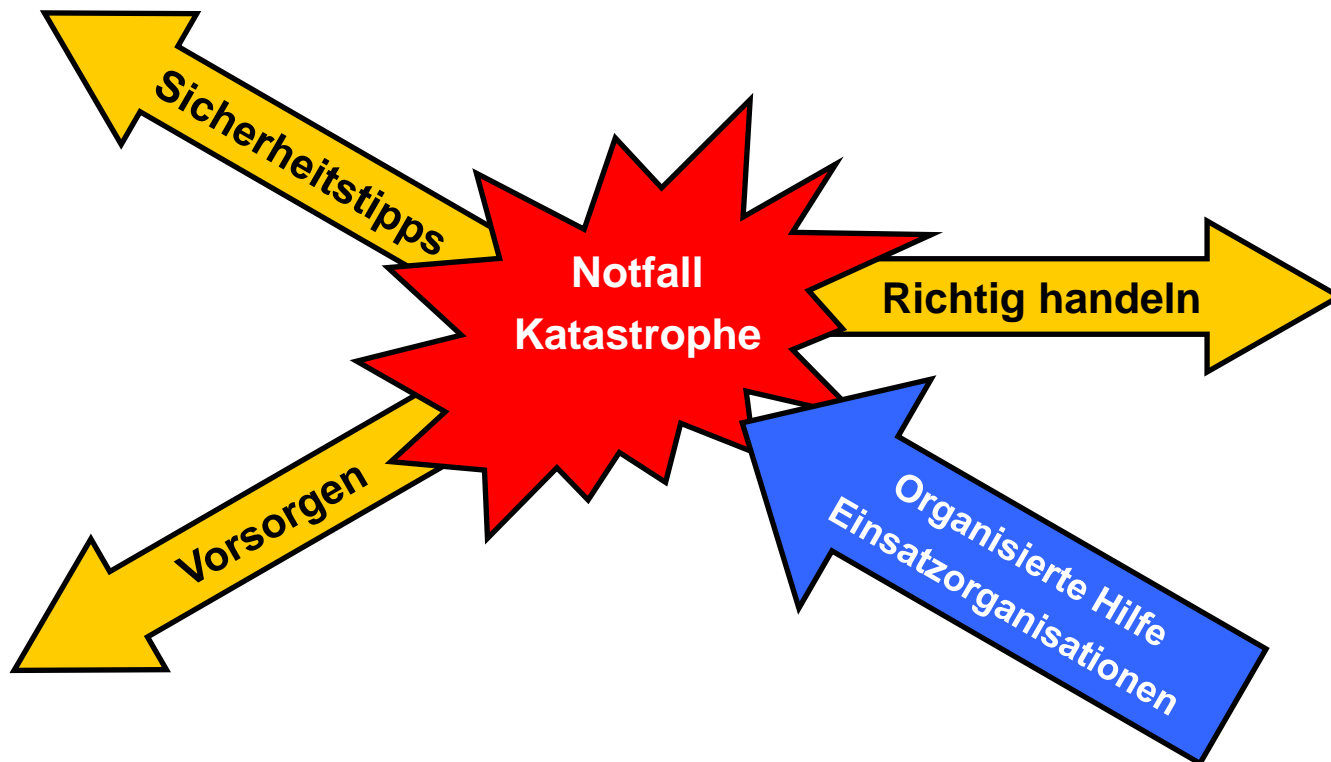 Sicherheitstipps
Notfall
Katastrophe
Richtig handeln
Vorsorgen
Organisierte Hilfe
Einsatzorganisationen